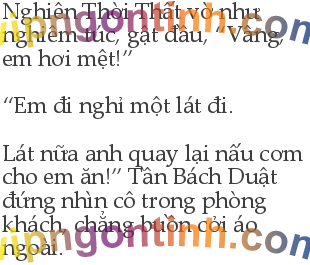 Nghiên Thời Thất vờ như
nghiêm túc, gật đầu, “Vâng,
em hơi mệt!”
“Em đi nghỉ một lát đi.
Lát nữa anh quay lại nấu cơm
cho em ăn!” Tần Bách Duật
đứng nhìn cô trong phòng
khách, chẳng buồn cởi áo
ngoài.